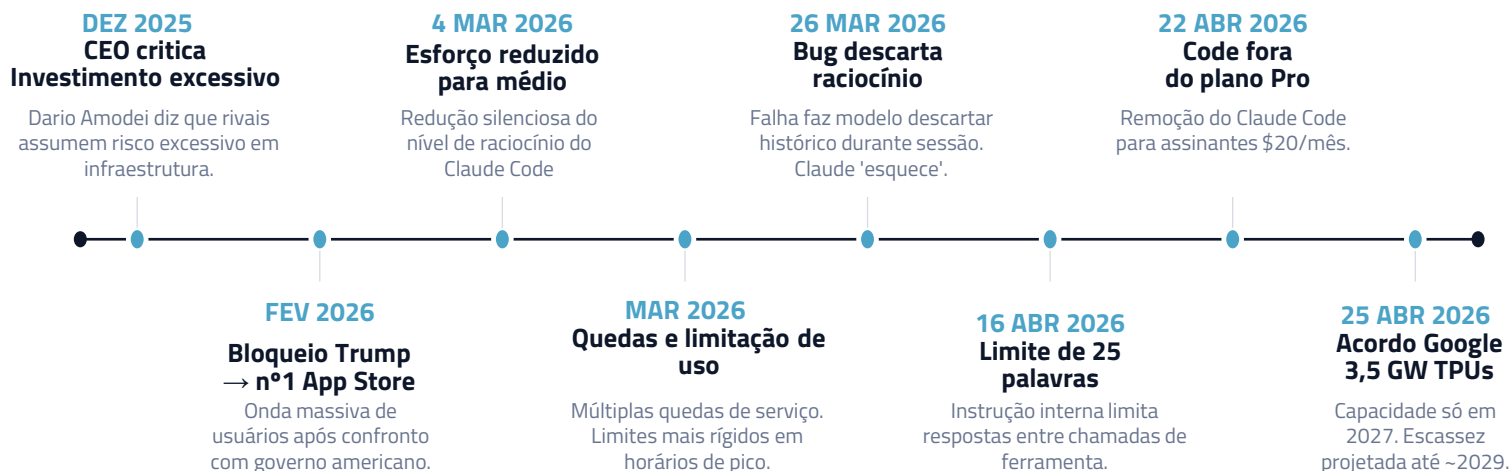 DEZ 2025
CEO critica
Investimento excessivo
Dario Amodei diz que rivais
assumem risco excessivo em
infraestrutura.
4 MAR 2026
Esforço reduzido
para médio
Redução silenciosa do
nível de raciocínio do
Claude Code
26 MAR 2026
Bug descarta
raciocínio
Falha faz modelo descartar
histórico durante sessão.
Claude 'esquece'.
22 ABR 2026
Code fora
do plano Pro
Remoção do Claude Code
para assinantes $20/mês.
FEV 2026
Bloqueio Trump
→ nº1 App Store
Onda massiva de
usuários após confronto
com governo americano.
MAR 2026
Quedas e limitação de
uso
Múltiplas quedas de serviço.
Limites mais rígidos em
horários de pico.
16 ABR 2026
Limite de 25
palavras
Instrução interna limita
respostas entre chamadas de
ferramenta.
25 ABR 2026
Acordo Google
3,5 GW TPUs
Capacidade só em
2027. Escassez
projetada até ~2029.